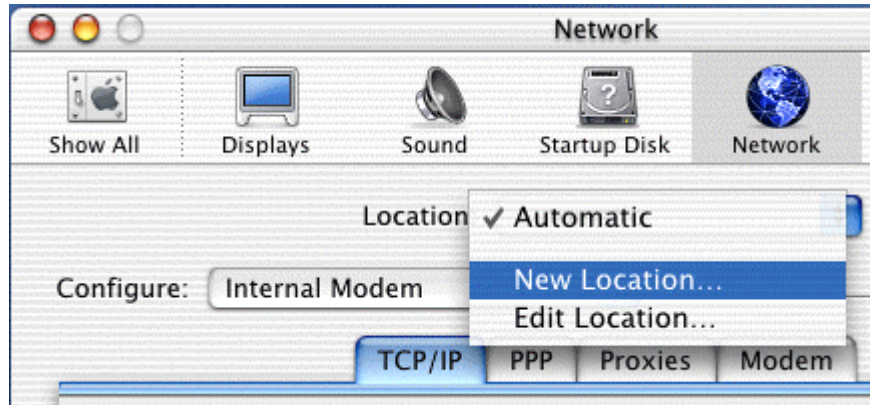 Network
Show All Displays Sound Startup Disk Network
Location ✓ Automatic
New Location...
Configure: Internal Modem
Edit Location...
TCP/IP PPP Proxies Modem